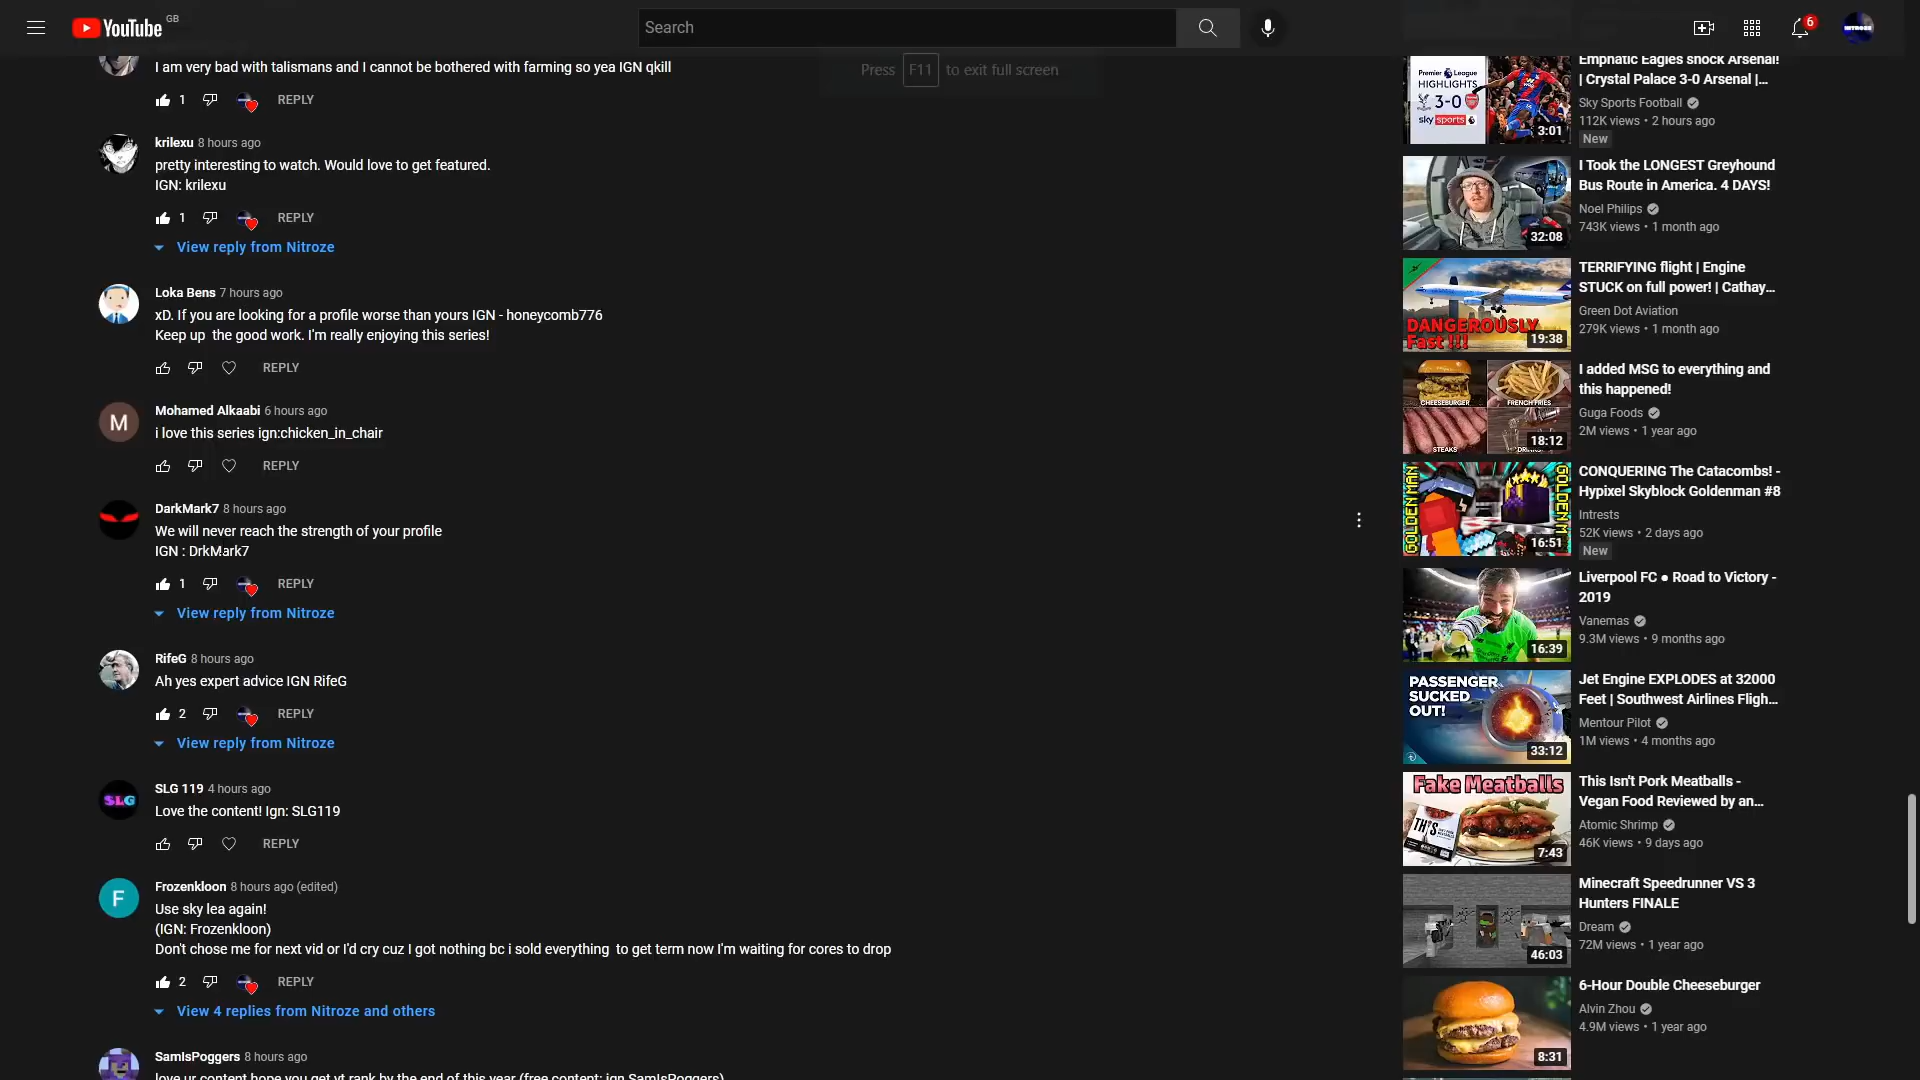 YouTube
GB
Search
6
Press F11 to exit full screen
I am very bad with talismans and I cannot be bothered with farming so yea IGN qkill
1 REPLY
krilexu 8 hours ago
pretty interesting to watch. Would love to get featured.
IGN: krilexu
1 REPLY
View reply from Nitroze
Loka Bens 7 hours ago
xD. If you are looking for a profile worse than yours IGN - honeycomb776
Keep up the good work. I'm really enjoying this series!
REPLY
M
Mohamed Alkaabi 6 hours ago
i love this series ign:chicken_in_chair
REPLY
DarkMark7 8 hours ago
We will never reach the strength of your profile
IGN : DrkMark7
1 REPLY
View reply from Nitroze
RifeG 8 hours ago
Ah yes expert advice IGN RifeG
2 REPLY
View reply from Nitroze
SLG
SLG 119 4 hours ago
Love the content! Ign: SLG119
REPLY
F
Frozenkloon 8 hours ago (edited)
Use sky lea again!
(IGN: Frozenkloon)
Don't chose me for next vid or I'd cry cuz I got nothing bc i sold everything to get term now I'm waiting for cores to drop
2 REPLY
View 4 replies from Nitroze and others
SamIsPoggers 8 hours ago
love ur content hope you get yt rank by the end of this year (free content: ign SamIsPoggers)
Premier League
HIGHLIGHTS
3-0
sky sports
3:01
Emphatic Eagles shock Arsenal!
| Crystal Palace 3-0 Arsenal |...
Sky Sports Football
112K views • 2 hours ago
New
32:08
I Took the LONGEST Greyhound
Bus Route in America. 4 DAYS!
Noel Philips
743K views • 1 month ago
DANGEROUSLY
Fast !!!
19:38
TERRIFYING flight | Engine
STUCK on full power! | Cathay...
Green Dot Aviation
279K views • 1 month ago
CHEESEBURGER
FRENCH FRIES
STEAKS
18:12
I added MSG to everything and
this happened!
Guga Foods
2M views • 1 year ago
GOLDENMAN
16:51
CONQUERING The Catacombs! -
Hypixel Skyblock Goldenman #8
Intrests
52K views • 2 days ago
New
16:39
Liverpool FC ● Road to Victory -
2019
Vanemas
9.3M views • 9 months ago
PASSENGER
SUCKED
OUT!
33:12
Jet Engine EXPLODES at 32000
Feet | Southwest Airlines Fligh...
Mentour Pilot
1M views • 4 months ago
Fake Meatballs
THIS
7:43
This Isn't Pork Meatballs -
Vegan Food Reviewed by an...
Atomic Shrimp
46K views • 9 days ago
46:03
Minecraft Speedrunner VS 3
Hunters FINALE
Dream
72M views • 1 year ago
8:31
6-Hour Double Cheeseburger
Alvin Zhou
4.9M views • 1 year ago